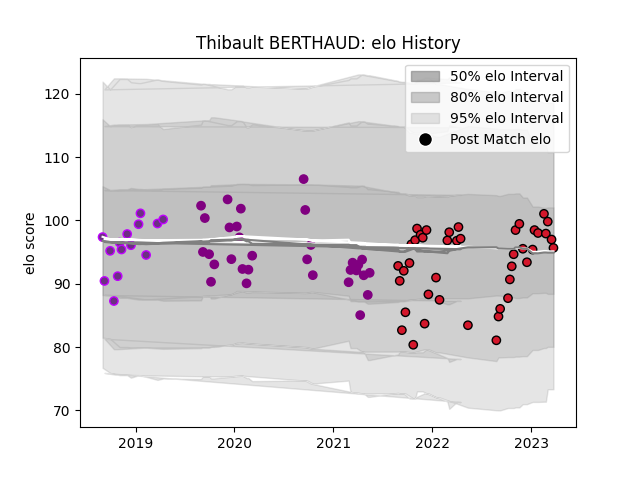 Thibault BERTHAUD: elo History
50% elo Interval
80% elo Interval
95% elo Interval
Post Match elo
elo score
120
110
100
90
80
70
2019
2020
2021
2022
2023